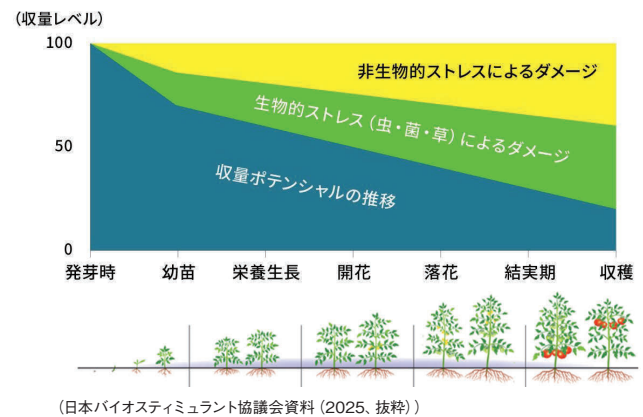 （収量レベル）
100
非生物的ストレスによるダメージ
生物的ストレス（虫・菌・草）によるダメージ
50
収量ポテンシャルの推移
0
発芽時 幼苗 栄養生長 開花 落花 結実期 収穫
（日本バイオスティミュラント協議会資料（2025、抜粋））